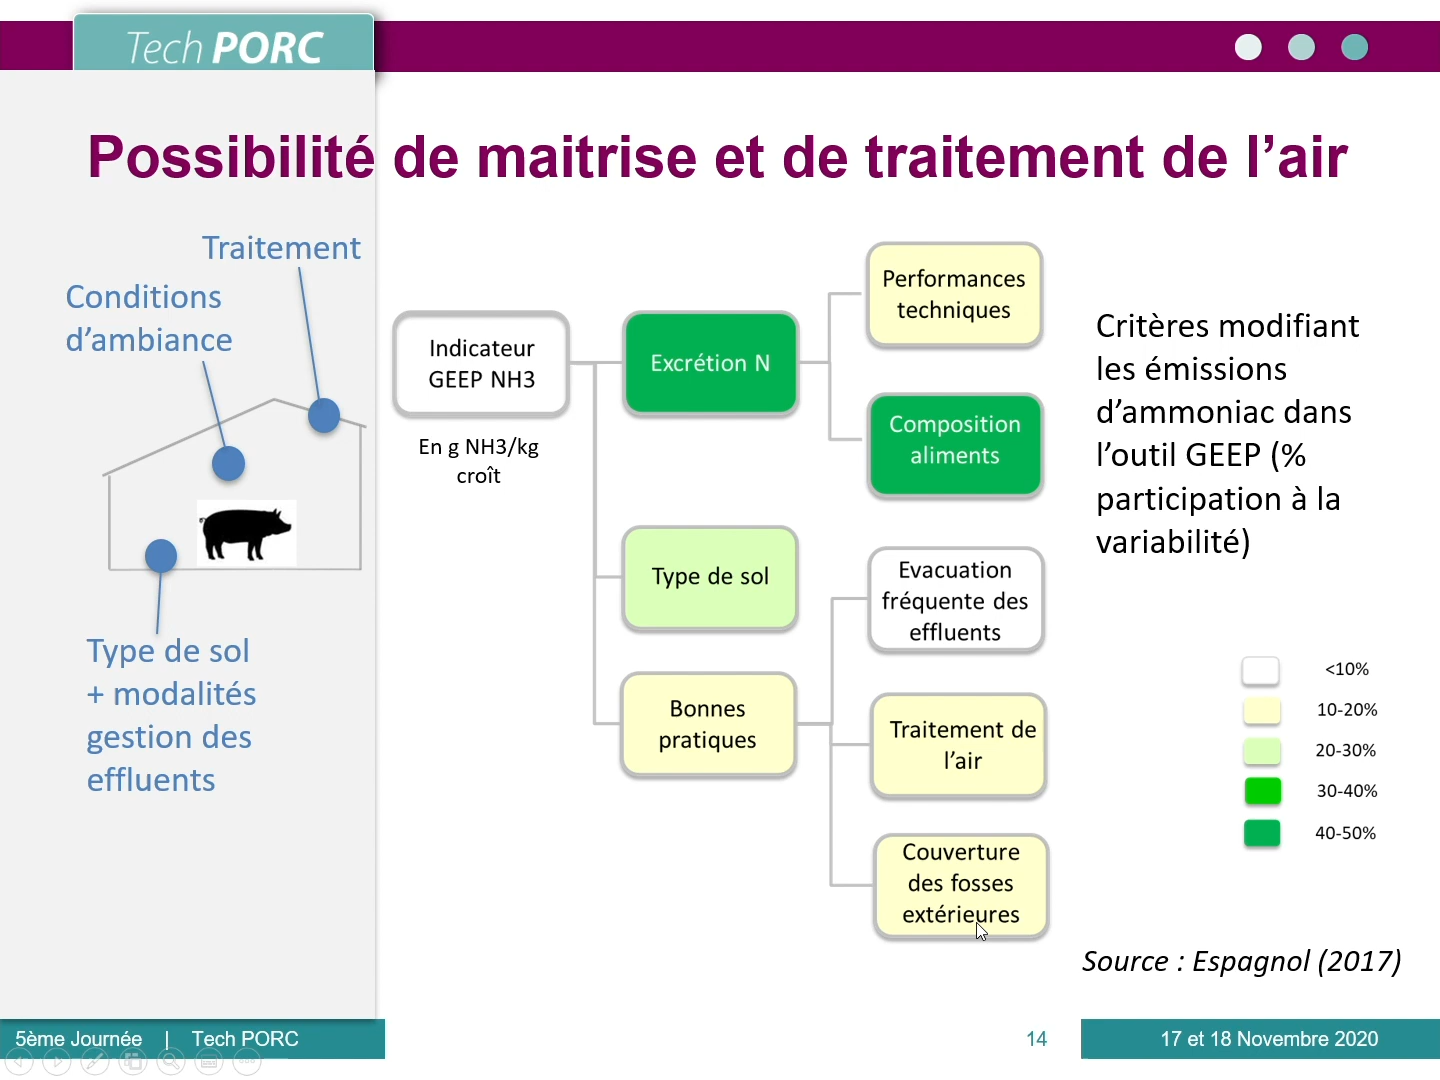 Tech PORC
Possibilité de maitrise et de traitement de l’air
Traitement
Conditions
d’ambiance
Type de sol
+ modalités
gestion des
effluents
Indicateur
GEEP NH3
En g NH3/kg
croît
Excrétion N
Type de sol
Bonnes
pratiques
Performances
techniques
Composition
aliments
Evacuation
fréquente des
effluents
Traitement de
l’air
Couverture
des fosses
extérieures
Critères modifiant
les émissions
d’ammoniac dans
l’outil GEEP (%
participation à la
variabilité)
<10%
10-20%
20-30%
30-40%
40-50%
Source : Espagnol (2017)
5ème Journée | Tech PORC
14
17 et 18 Novembre 2020